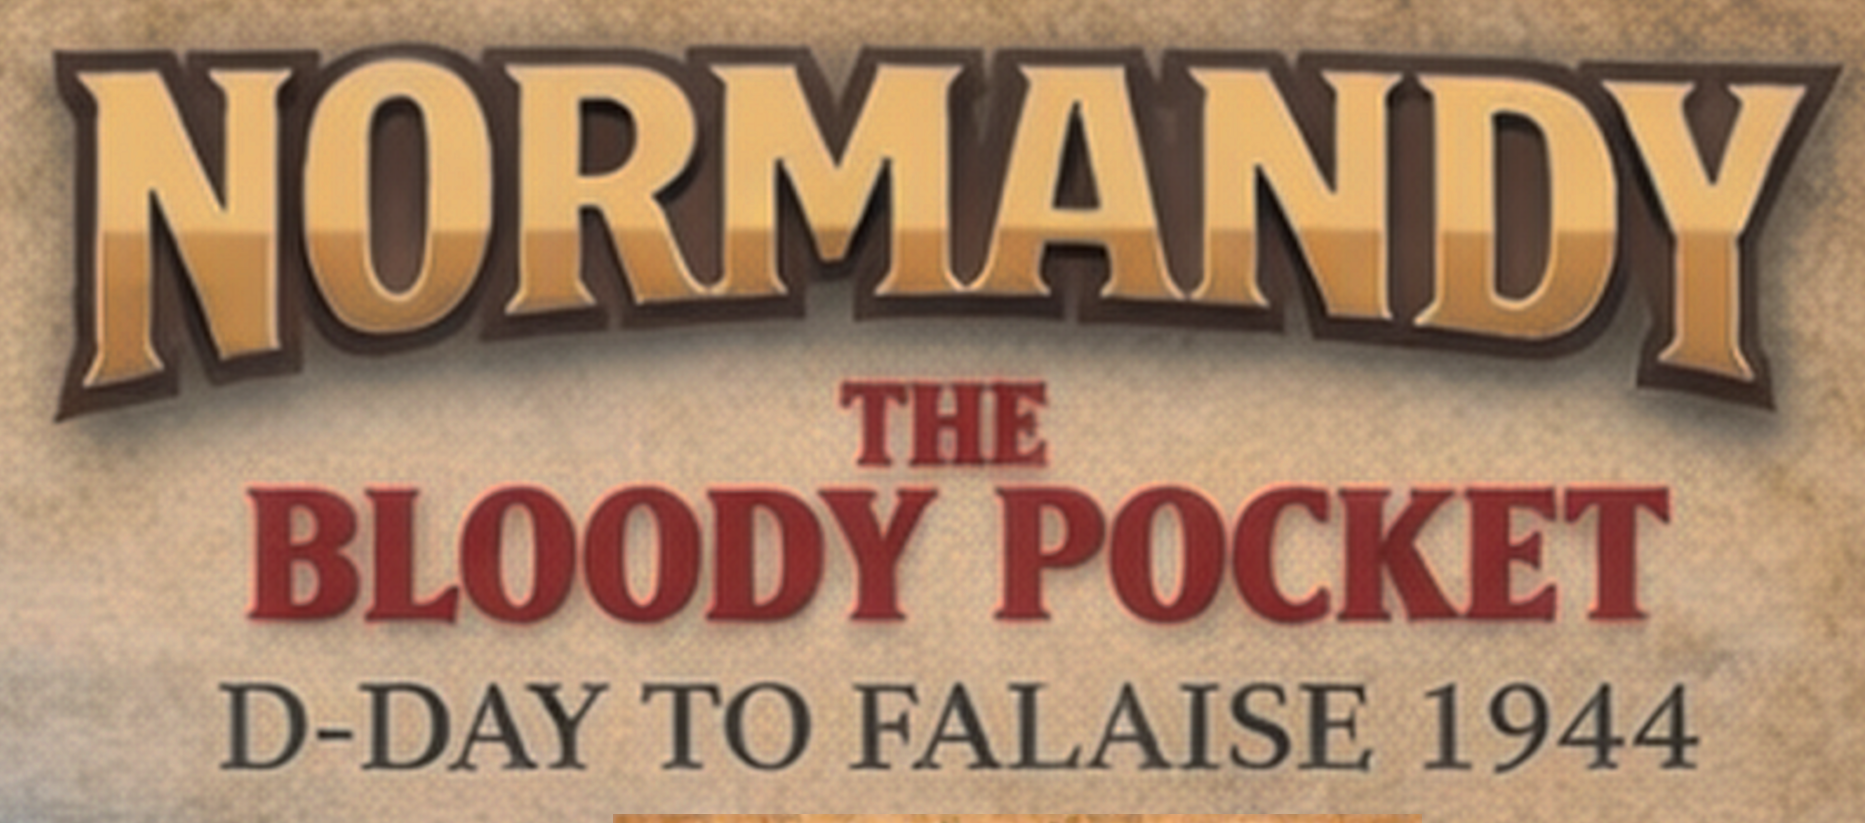 NORMANDY
THE
BLOODY POCKET
D-DAY TO FALAISE 1944